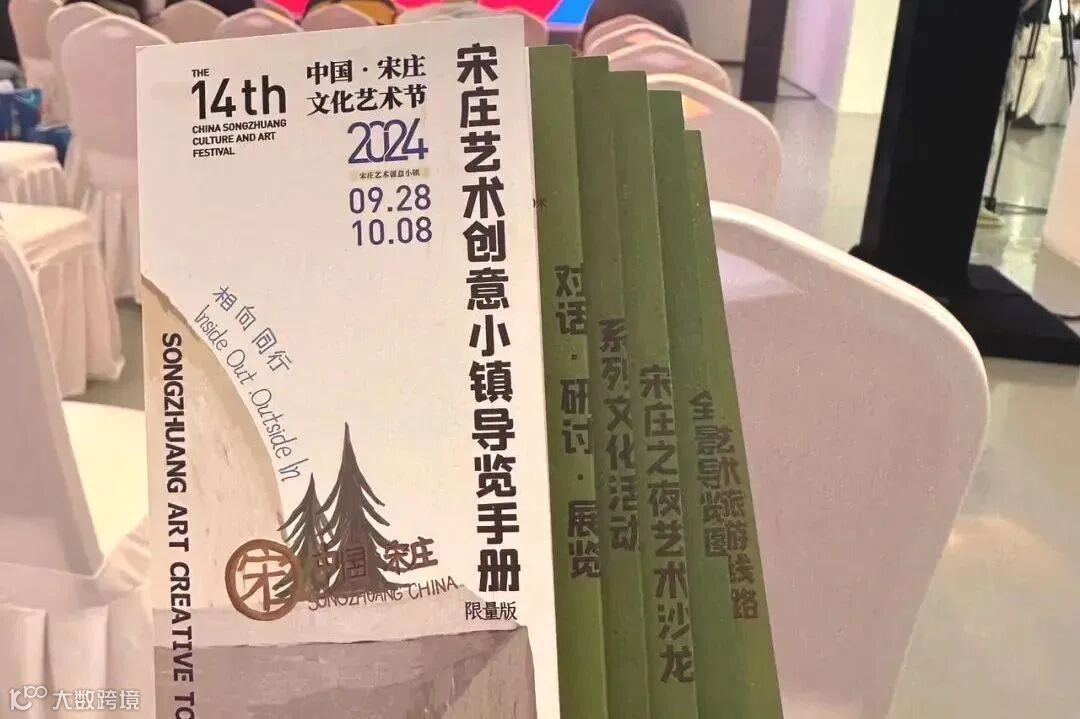 THE
14th
CHINA SONGZHUANG
CULTURE AND ART
FESTIVAL
中国·宋庄
文化艺术节
2024
宋庄艺术创意小镇
09.28
10.08
宋庄艺术创意小镇导览手册
限量版
相向同行
Inside Out Outside In
宋
中国·宋庄
SONGZHUANG CHINA
SONGZHUANG ART CREATIVE TO
术
对话·研讨·展览
系列文化活动
宋庄之夜艺术沙龙
全景导览图
艺术旅游线路
大数跨境